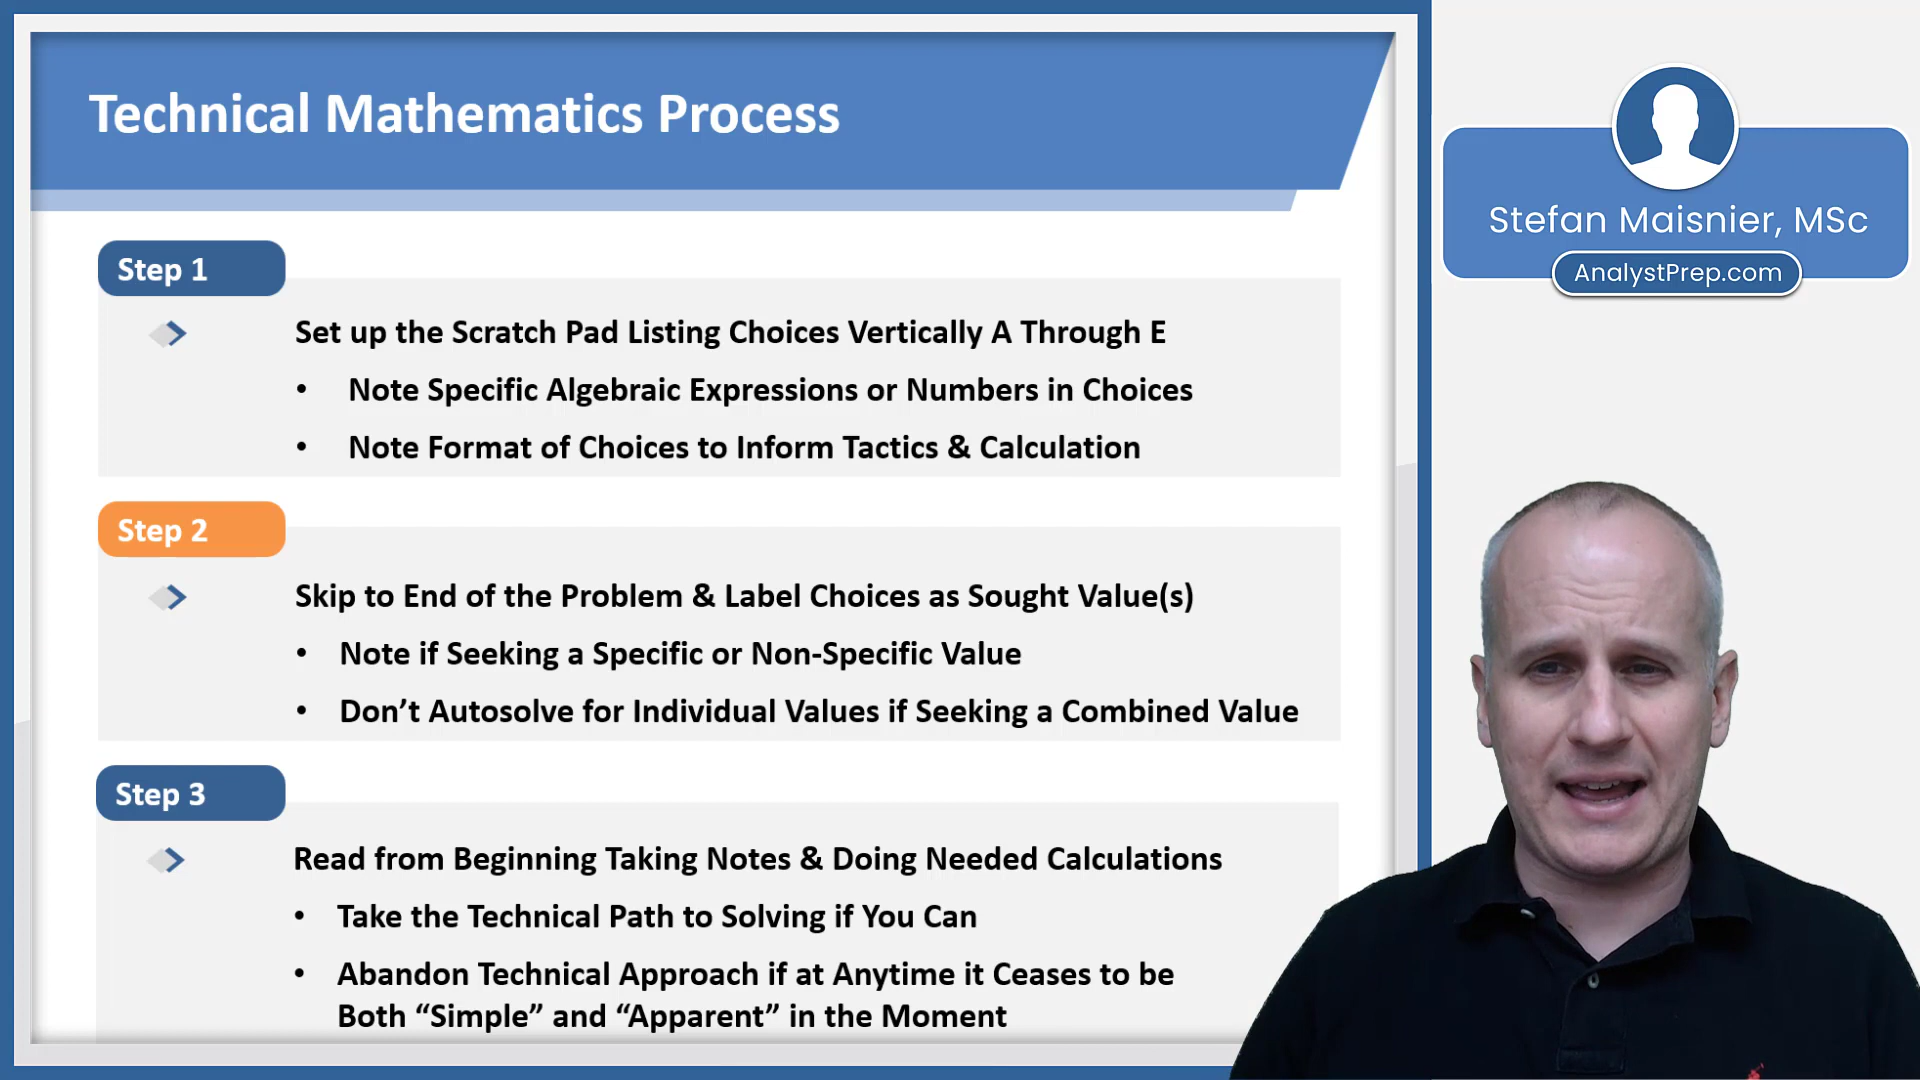 Technical Mathematics Process
Step 1
Set up the Scratch Pad Listing Choices Vertically A Through E
• Note Specific Algebraic Expressions or Numbers in Choices
• Note Format of Choices to Inform Tactics & Calculation
Step 2
Skip to End of the Problem & Label Choices as Sought Value(s)
• Note if Seeking a Specific or Non-Specific Value
• Don’t Autosolve for Individual Values if Seeking a Combined Value
Step 3
Read from Beginning Taking Notes & Doing Needed Calculations
• Take the Technical Path to Solving if You Can
• Abandon Technical Approach if at Anytime it Ceases to be
Both “Simple” and “Apparent” in the Moment
Stefan Maisnier, MSc
AnalystPrep.com